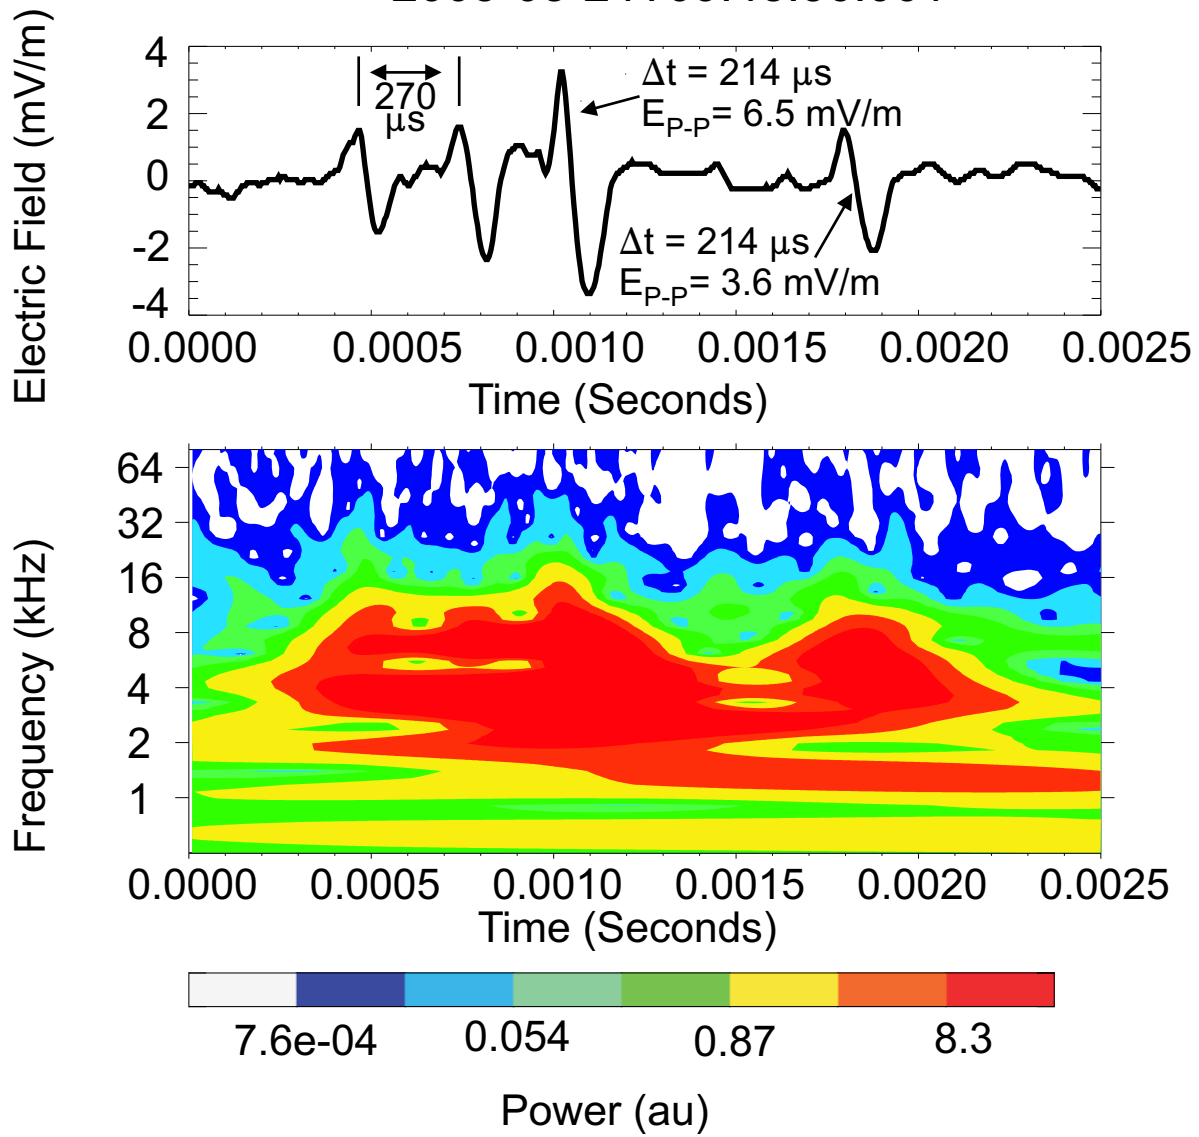 4
2
0
-2
-4
Electric Field (mV/m)
270
μs
Δt = 214 μs
E_P-P= 6.5 mV/m
Δt = 214 μs
E_P-P= 3.6 mV/m
0.0000 0.0005 0.0010 0.0015 0.0020 0.0025
Time (Seconds)
64
32
16
8
4
2
1
Frequency (kHz)
0.0000 0.0005 0.0010 0.0015 0.0020 0.0025
Time (Seconds)
7.6e-04 0.054 0.87 8.3
Power (au)